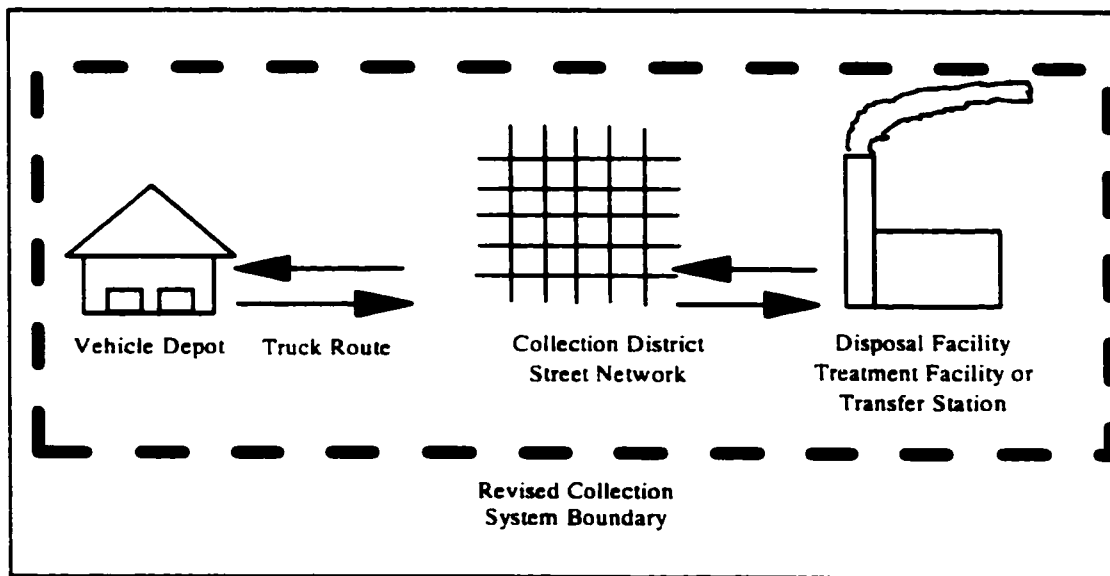 Vehicle Depot
Truck Route
Collection District
Street Network
Disposal Facility
Treatment Facility or
Transfer Station
Revised Collection
System Boundary